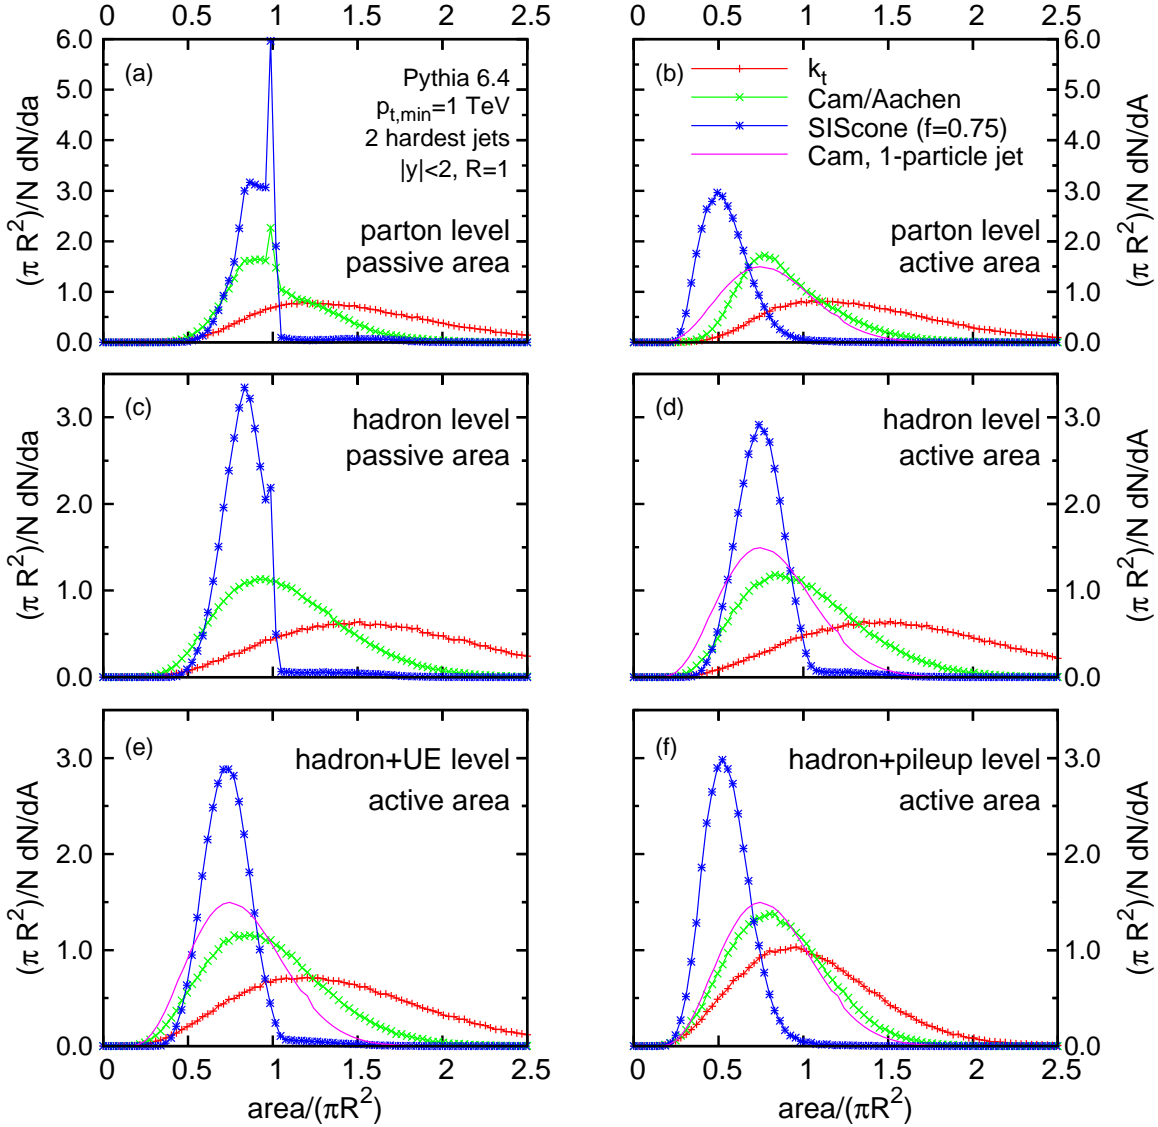 0 0.5 1 1.5 2 2.5
0 0.5 1 1.5 2 2.5
(π R²)/N dN/da
6.0
5.0
4.0
3.0
2.0
1.0
0.0
(a)
Pythia 6.4
p_{t,min}=1 TeV
2 hardest jets
|y|<2, R=1
parton level
passive area
(b)
k_t
Cam/Aachen
SIScone (f=0.75)
Cam, 1-particle jet
parton level
active area
6.0
5.0
4.0
3.0
2.0
1.0
0.0
(π R²)/N dN/dA
(π R²)/N dN/da
3.0
2.0
1.0
0.0
(c)
hadron level
passive area
(d)
hadron level
active area
3.0
2.0
1.0
0.0
(π R²)/N dN/dA
(π R²)/N dN/dA
3.0
2.0
1.0
0.0
(e)
hadron+UE level
active area
(f)
hadron+pileup level
active area
3.0
2.0
1.0
0.0
(π R²)/N dN/dA
0 0.5 1 1.5 2 2.5
area/(πR²)
0 0.5 1 1.5 2 2.5
area/(πR²)